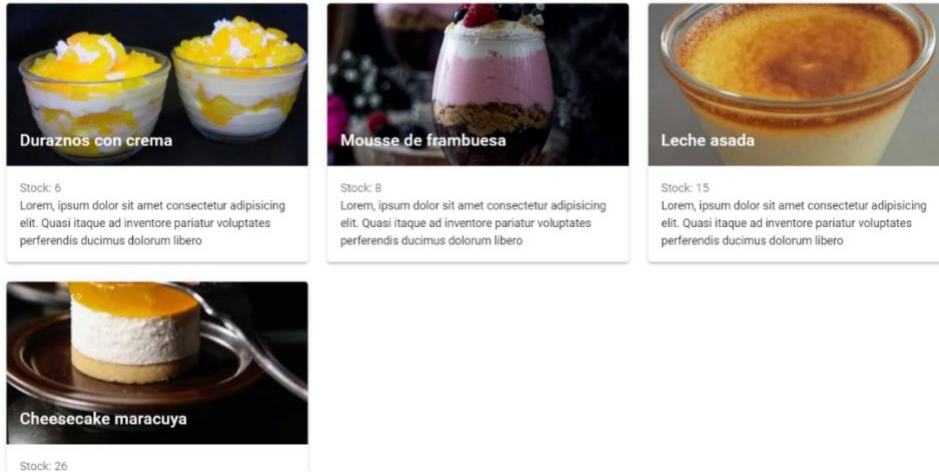 Duraznos con crema
Stock: 6
Lorem, ipsum dolor sit amet consectetur adipisicing
elit. Quasi itaque ad inventore pariatur voluptates
perferendis ducimus dolorum libero
Mousse de frambuesa
Stock: 8
Lorem, ipsum dolor sit amet consectetur adipisicing
elit. Quasi itaque ad inventore pariatur voluptates
perferendis ducimus dolorum libero
Leche asada
Stock: 15
Lorem, ipsum dolor sit amet consectetur adipisicing
elit. Quasi itaque ad inventore pariatur voluptates
perferendis ducimus dolorum libero
Cheesecake maracuya
Stock: 26